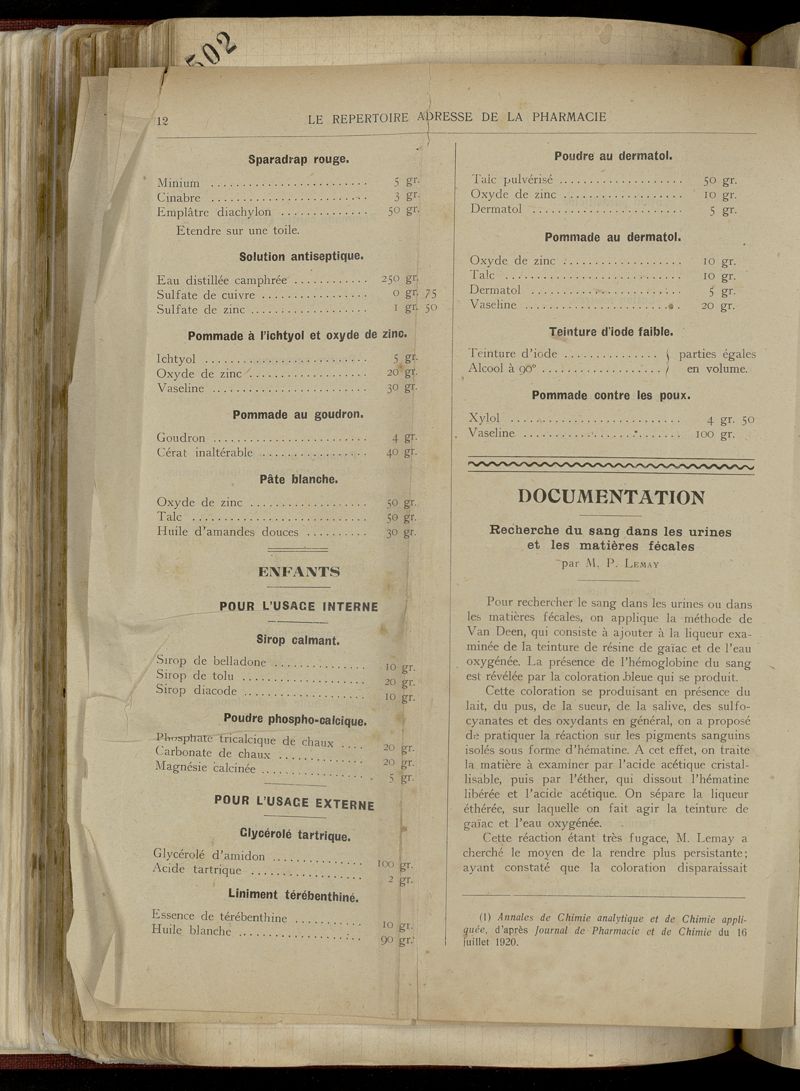 502
12
LE REPERTOIRE ADRESSE DE LA PHARMACIE
Sparadrap rouge.
Minium ........................ 5 gr.
Cinabre ........................ 3 gr.
Emplâtre diachylon .............. 50 gr.
Etendre sur une toile.
Solution antiseptique.
Eau distillée camphrée ............ 250 gr.
Sulfate de cuivre ................. 0 gr. 75
Sulfate de zinc ................... 1 gr. 50
Pommade à l'ichtyol et oxyde de zinc.
Ichtyol .......................... 5 gr.
Oxyde de zinc ................... 20 gr.
Vaseline ......................... 30 gr.
Pommade au goudron.
Goudron ......................... 4 gr.
Cérat inaltérable ................. 40 gr.
Pâte blanche.
Oxyde de zinc ................... 50 gr.
Talc ............................ 50 gr.
Huile d'amandes douces .......... 30 gr.
ENFANTS
POUR L'USAGE INTERNE
Sirop calmant.
Sirop de belladone ............... 10 gr.
Sirop de tolu .................... 20 gr.
Sirop diacode .................... 10 gr.
Poudre phospho-calcique.
Phosphate tricalcique de chaux .... 20 gr.
Carbonate de chaux .............. 20 gr.
Magnésie calcinée ................ 5 gr.
POUR L'USAGE EXTERNE
Glycérolé tartrique.
Glycérolé d'amidon ............... 100 gr.
Acide tartrique ................... 2 gr.
Liniment térébenthiné.
Essence de térébenthine ........... 10 gr.
Huile blanche .................... 90 gr.
Poudre au dermatol.
Talc pulvérisé .................... 50 gr.
Oxyde de zinc ................... 10 gr.
Dermatol ........................ 5 gr.
Pommade au dermatol.
Oxyde de zinc ................... 10 gr.
Talc ............................ 10 gr.
Dermatol ........................ 5 gr.
Vaseline ......................... 20 gr.
Teinture d'iode faible.
Teinture d'iode ............... ) parties égales
Alcool à 90° ................... ) en volume.
Pommade contre les poux.
Xylol ........................... 4 gr. 50
Vaseline ......................... 100 gr.
DOCUMENTATION
Recherche du sang dans les urines
et les matières fécales
par M. P. LEMAY
Pour rechercher le sang dans les urines ou dans
les matières fécales, on applique la méthode de
Van Deen, qui consiste à ajouter à la liqueur exa-
minée de la teinture de résine de gaïac et de l'eau
oxygénée. La présence de l'hémoglobine du sang
est révélée par la coloration bleue qui se produit.
Cette coloration se produisant en présence du
lait, du pus, de la sueur, de la salive, des sulfo-
cyanates et des oxydants en général, on a proposé
de pratiquer la réaction sur les pigments sanguins
isolés sous forme d'hématine. A cet effet, on traite
la matière à examiner par l'acide acétique cristal-
lisable, puis par l'éther, qui dissout l'hématine
libérée et l'acide acétique. On sépare la liqueur
éthérée, sur laquelle on fait agir la teinture de
gaïac et l'eau oxygénée.
Cette réaction étant très fugace, M. Lemay a
cherché le moyen de la rendre plus persistante;
ayant constaté que la coloration disparaissait
(1) Annales de Chimie analytique et de Chimie appli-
quée, d'après Journal de Pharmacie et de Chimie du 16
juillet 1920.